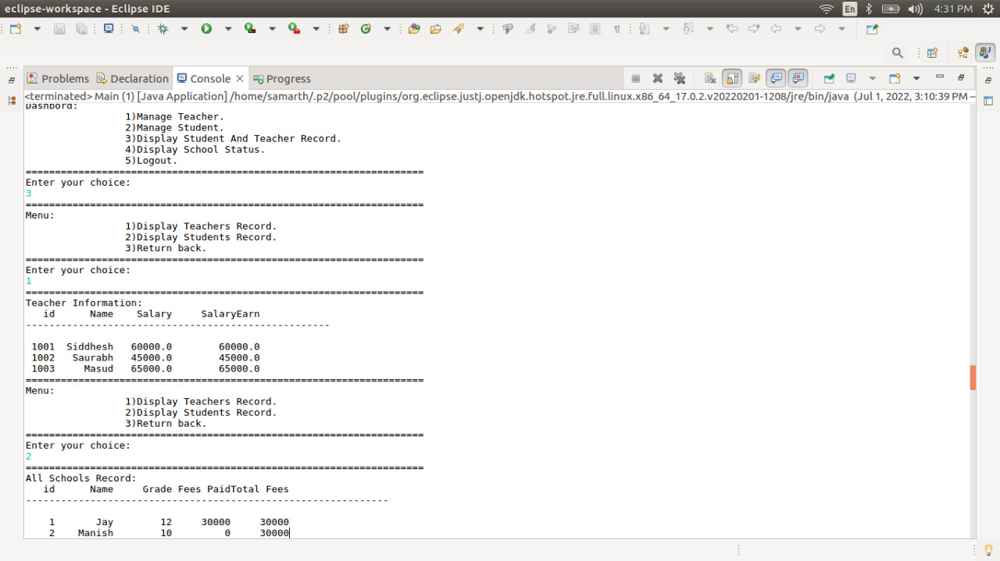 eclipse-workspace - Eclipse IDE
En
4:31 PM
Problems Declaration Console Progress
<terminated> Main (1) [Java Application] /home/samarth/.p2/pool/plugins/org.eclipse.justj.openjdk.hotspot.jre.full.linux.x86_64_17.0.2.v20220201-1208/jre/bin/java (Jul 1, 2022, 3:10:39 PM –
Dashbord:
1)Manage Teacher.
2)Manage Student.
3)Display Student And Teacher Record.
4)Display School Status.
5)Logout.
====================================================================
Enter your choice:
3
====================================================================
Menu:
1)Display Teachers Record.
2)Display Students Record.
3)Return back.
====================================================================
Enter your choice:
1
====================================================================
Teacher Information:
id Name Salary SalaryEarn
----------------------------------------------------
1001 Siddhesh 60000.0 60000.0
1002 Saurabh 45000.0 45000.0
1003 Masud 65000.0 65000.0
====================================================================
Menu:
1)Display Teachers Record.
2)Display Students Record.
3)Return back.
====================================================================
Enter your choice:
2
====================================================================
All Schools Record:
id Name Grade Fees PaidTotal Fees
--------------------------------------------------------------
1 Jay 12 30000 30000
2 Manish 10 0 30000